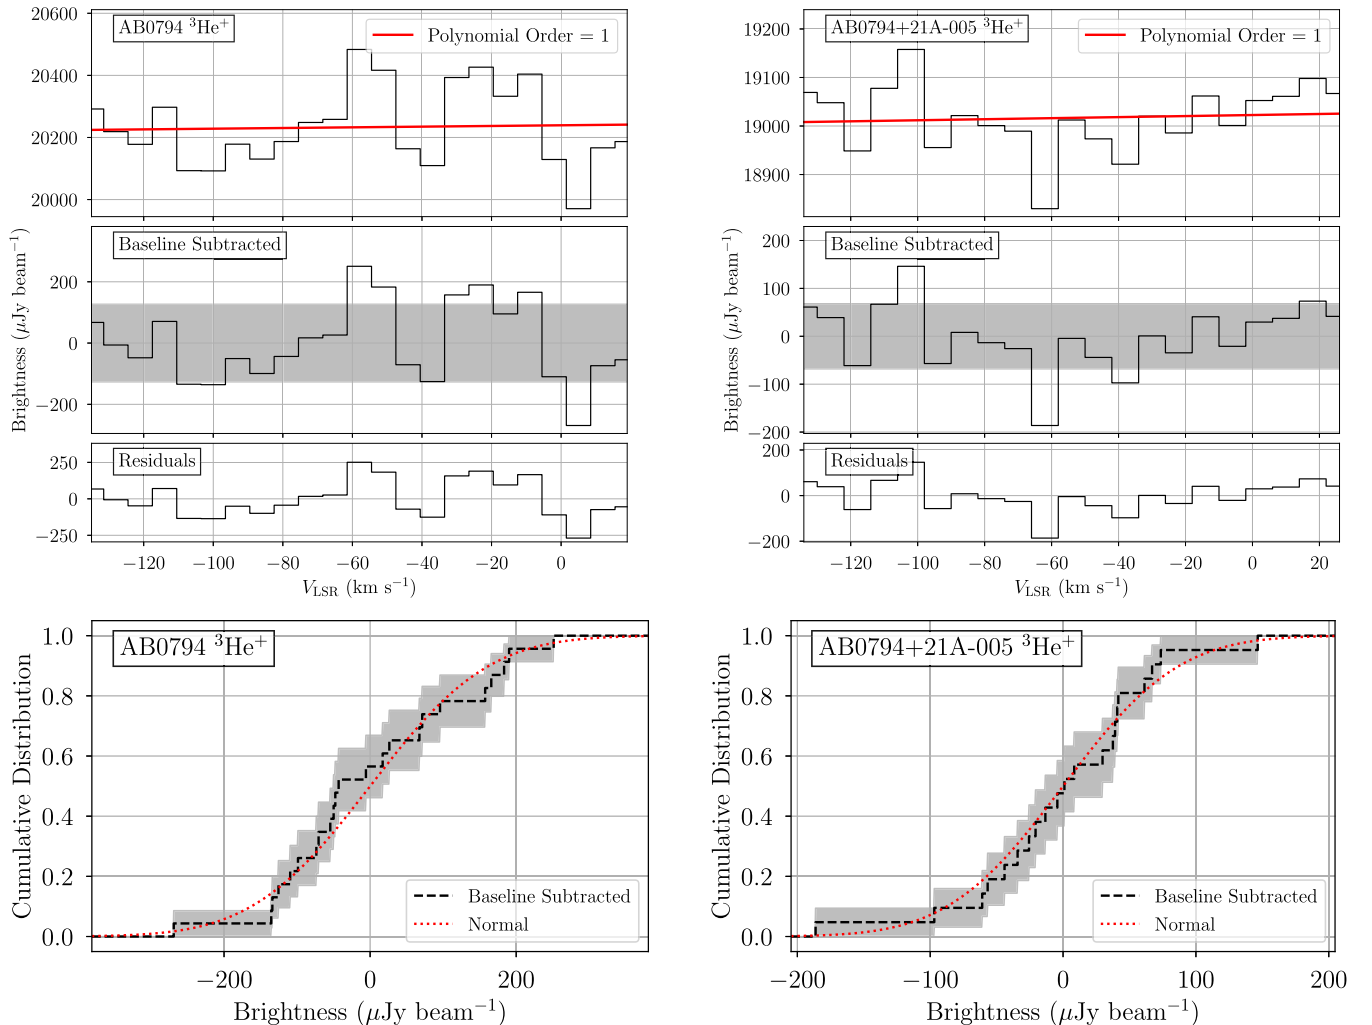 AB0794 ³He⁺
Polynomial Order = 1
20600
20400
20200
20000
Baseline Subtracted
200
0
−200
Brightness (μJy beam⁻¹)
Residuals
250
0
−250
−120 −100 −80 −60 −40 −20 0
V_LSR (km s⁻¹)
AB0794+21A-005 ³He⁺
Polynomial Order = 1
19200
19100
19000
18900
Baseline Subtracted
200
100
0
−100
−200
Brightness (μJy beam⁻¹)
Residuals
200
0
−200
−120 −100 −80 −60 −40 −20 0 20
V_LSR (km s⁻¹)
AB0794 ³He⁺
1.0
0.8
0.6
0.4
0.2
0.0
Cumulative Distribution
Baseline Subtracted
Normal
−200 0 200
Brightness (μJy beam⁻¹)
AB0794+21A-005 ³He⁺
1.0
0.8
0.6
0.4
0.2
0.0
Cumulative Distribution
Baseline Subtracted
Normal
−200 −100 0 100 200
Brightness (μJy beam⁻¹)